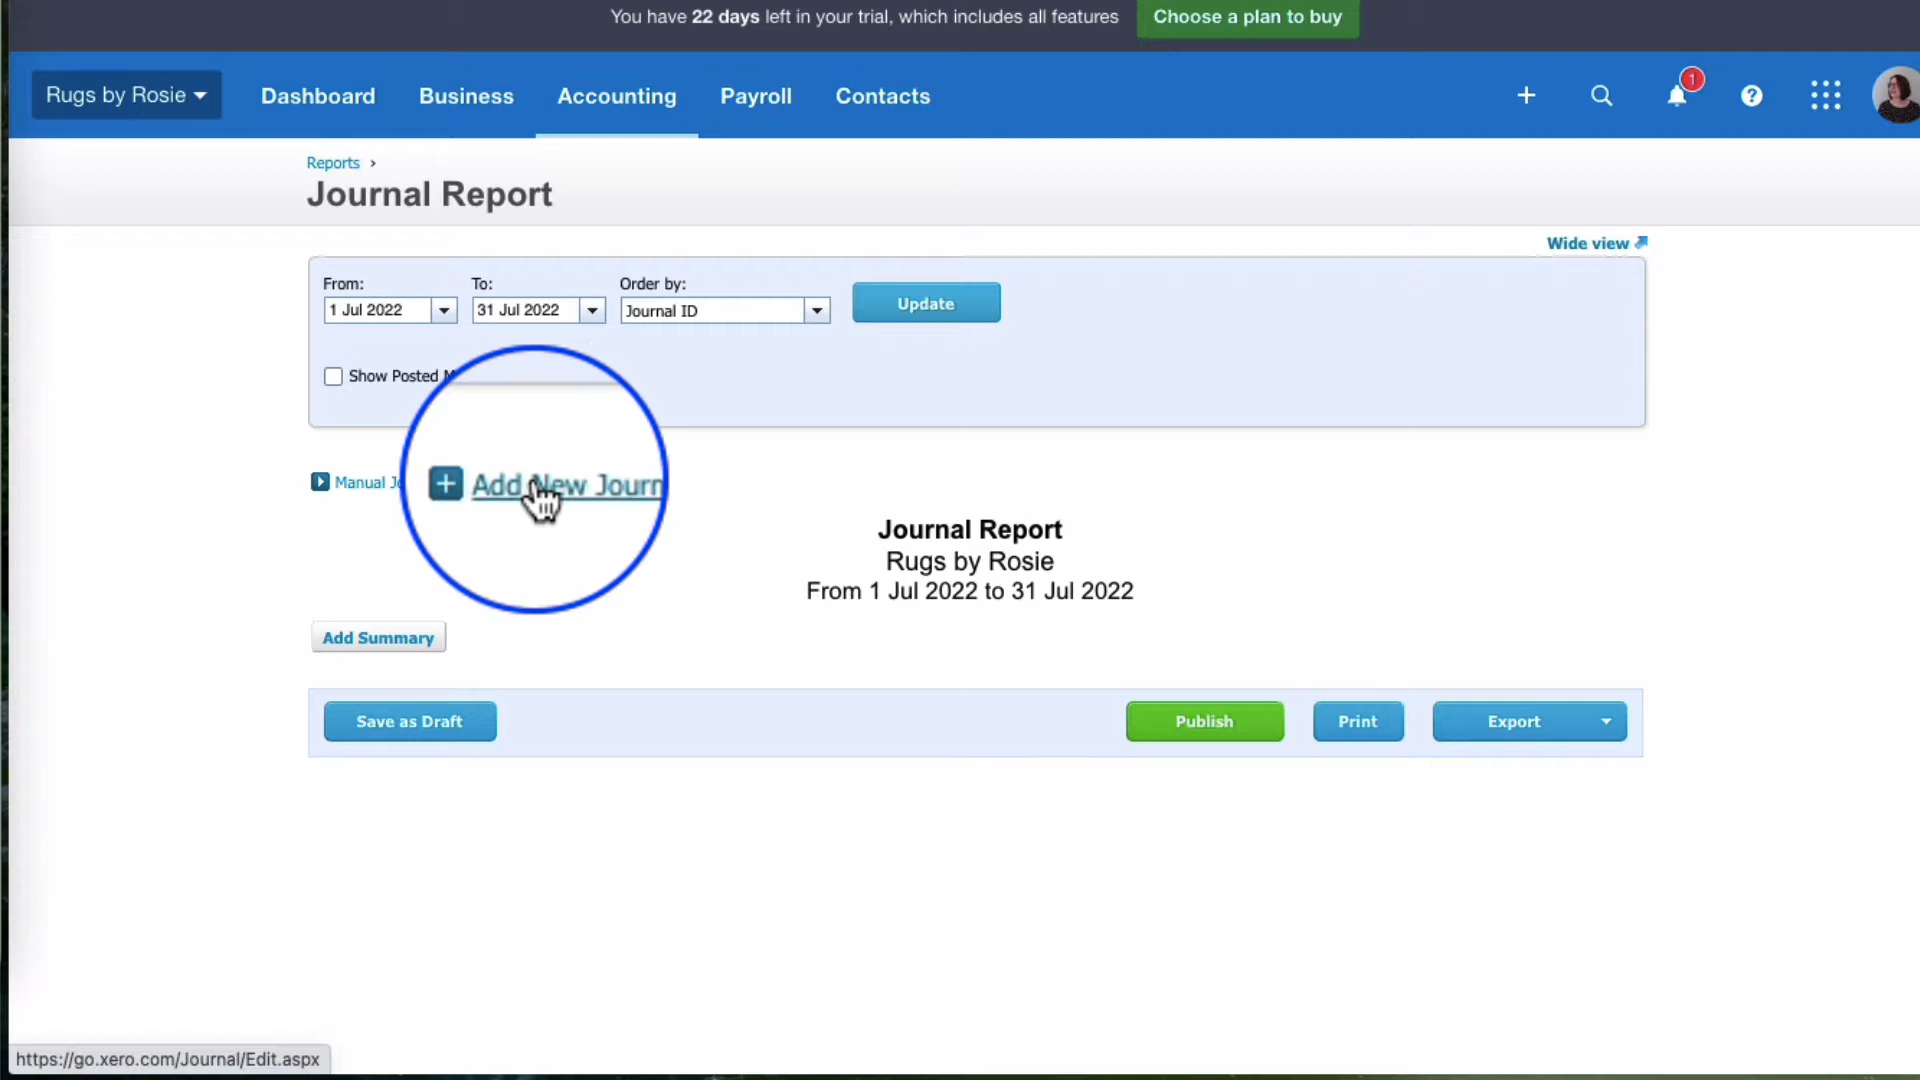 You have 22 days left in your trial, which includes all features
Choose a plan to buy
Rugs by Rosie
Dashboard
Business
Accounting
Payroll
Contacts
1
Reports ›
Journal Report
Wide view
From:
To:
Order by:
1 Jul 2022
31 Jul 2022
Journal ID
Update
Show Posted
Manual
Add New Journ
Journal Report
Rugs by Rosie
From 1 Jul 2022 to 31 Jul 2022
Add Summary
Save as Draft
Publish
Print
Export
https://go.xero.com/Journal/Edit.aspx